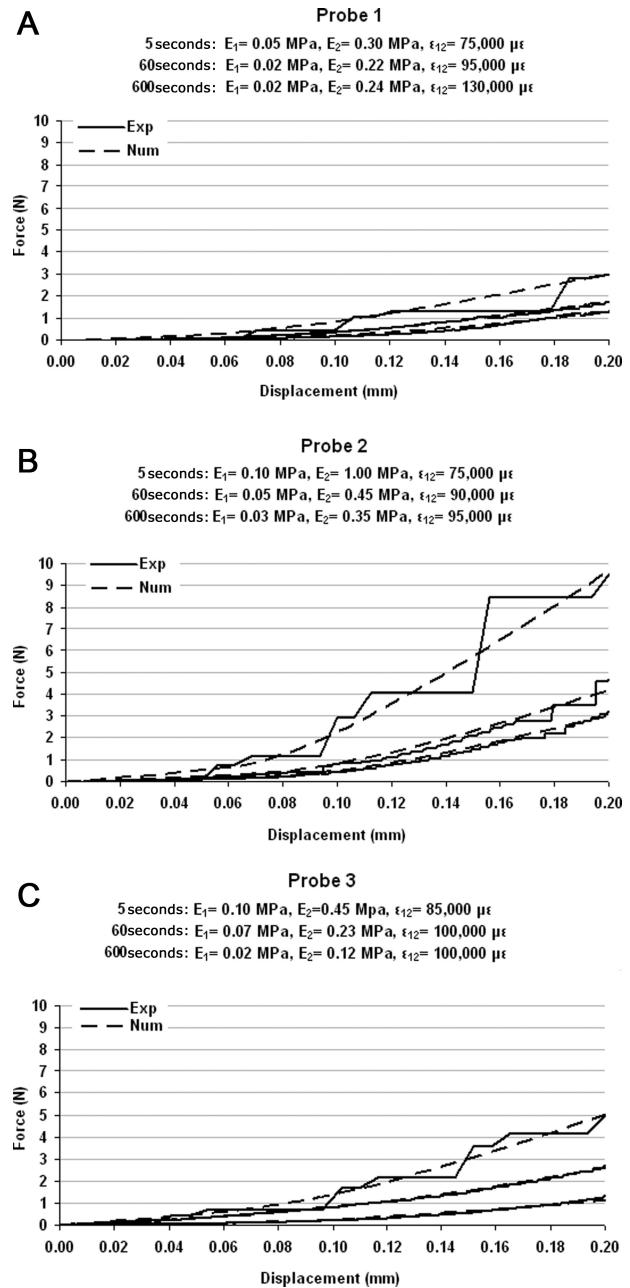 A
Probe 1
5 seconds: E₁= 0.05 MPa, E₂= 0.30 MPa, ε₁₂= 75,000 με
60seconds: E₁= 0.02 MPa, E₂= 0.22 MPa, ε₁₂= 95,000 με
600seconds: E₁= 0.02 MPa, E₂= 0.24 MPa, ε₁₂= 130,000 με
10
9
8
7
6
5
4
3
2
1
0
Exp
Num
Force (N)
0.00 0.02 0.04 0.06 0.08 0.10 0.12 0.14 0.16 0.18 0.20
Displacement (mm)
B
Probe 2
5 seconds: E₁= 0.10 MPa, E₂= 1.00 MPa, ε₁₂= 75,000 με
60 seconds: E₁= 0.05 MPa, E₂= 0.45 MPa, ε₁₂= 90,000 με
600seconds: E₁= 0.03 MPa, E₂= 0.35 MPa, ε₁₂= 95,000 με
10
9
8
7
6
5
4
3
2
1
0
Exp
Num
Force (N)
0.00 0.02 0.04 0.06 0.08 0.10 0.12 0.14 0.16 0.18 0.20
Displacement (mm)
C
Probe 3
5 seconds: E₁= 0.10 MPa, E₂=0.45 Mpa, ε₁₂= 85,000 με
60seconds: E₁= 0.07 MPa, E₂= 0.23 MPa, ε₁₂= 100,000 με
600seconds: E₁= 0.02 MPa, E₂= 0.12 MPa, ε₁₂= 100,000 με
10
9
8
7
6
5
4
3
2
1
0
Exp
Num
Force (N)
0.00 0.02 0.04 0.06 0.08 0.10 0.12 0.14 0.16 0.18 0.20
Displacement (mm)